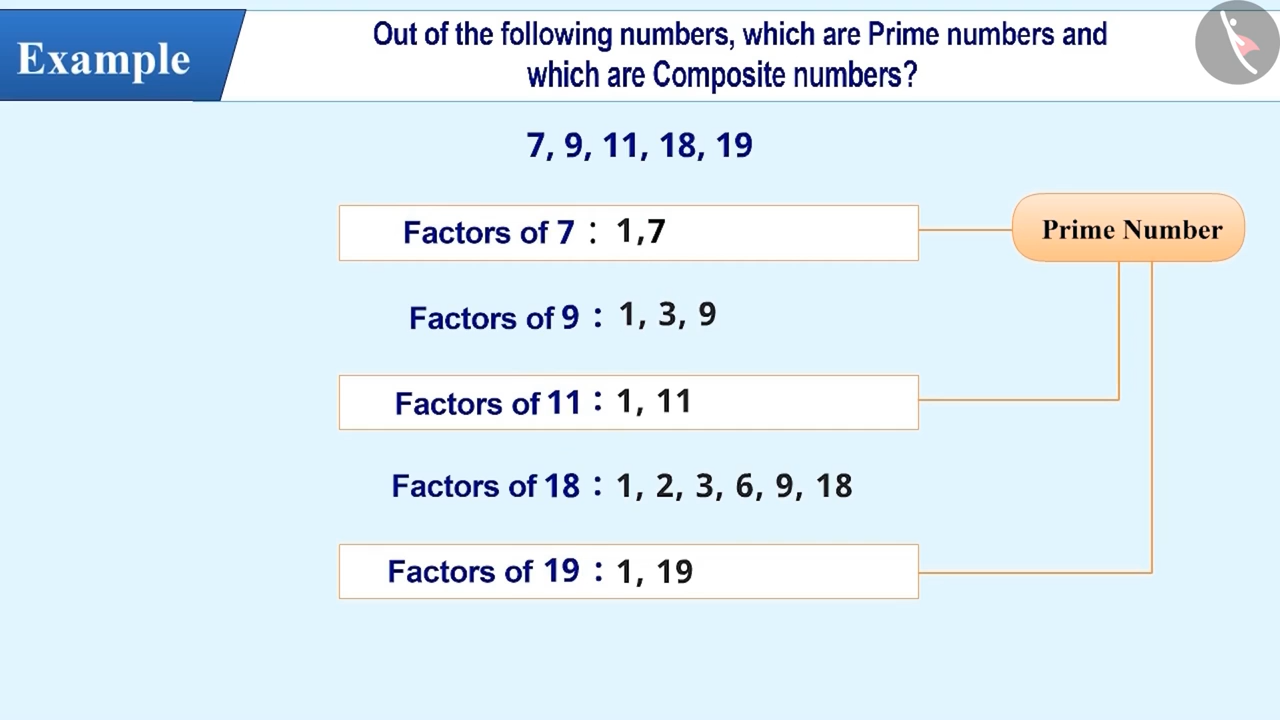 Example
Out of the following numbers, which are Prime numbers and
which are Composite numbers?
7, 9, 11, 18, 19
Factors of 7 : 1,7
Prime Number
Factors of 9 : 1, 3, 9
Factors of 11 : 1, 11
Factors of 18 : 1, 2, 3, 6, 9, 18
Factors of 19 : 1, 19